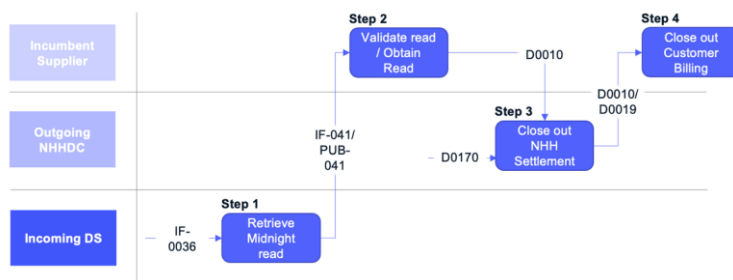 Step 2
Step 4
Incumbent
Supplier
Validate read
/ Obtain
Read
D0010
Close out
Customer
Billing
D0010/
D0019
Step 3
Outgoing
NHHDC
IF-041/
PUB-
041
D0170
Close out
NHH
Settlement
Step 1
Incoming DS
IF-
0036
Retrieve
Midnight
read